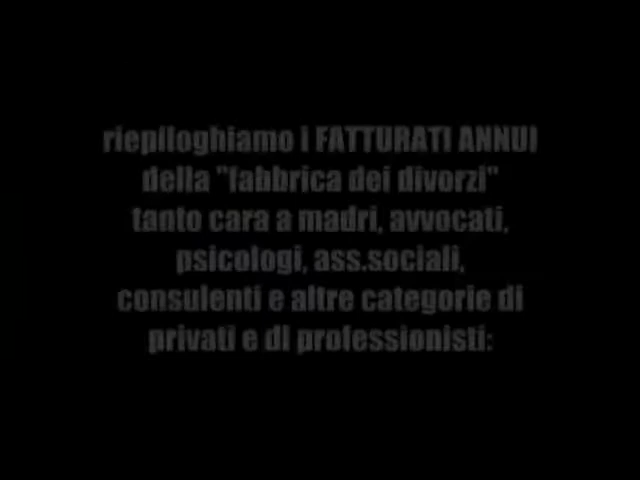 riepiloghiamo i FATTURATI ANNUI
della "fabbrica dei divorzi"
tanto cara a madri, avvocati,
psicologi, ass.sociali,
consulenti e altre categorie di
privati e di professionisti: